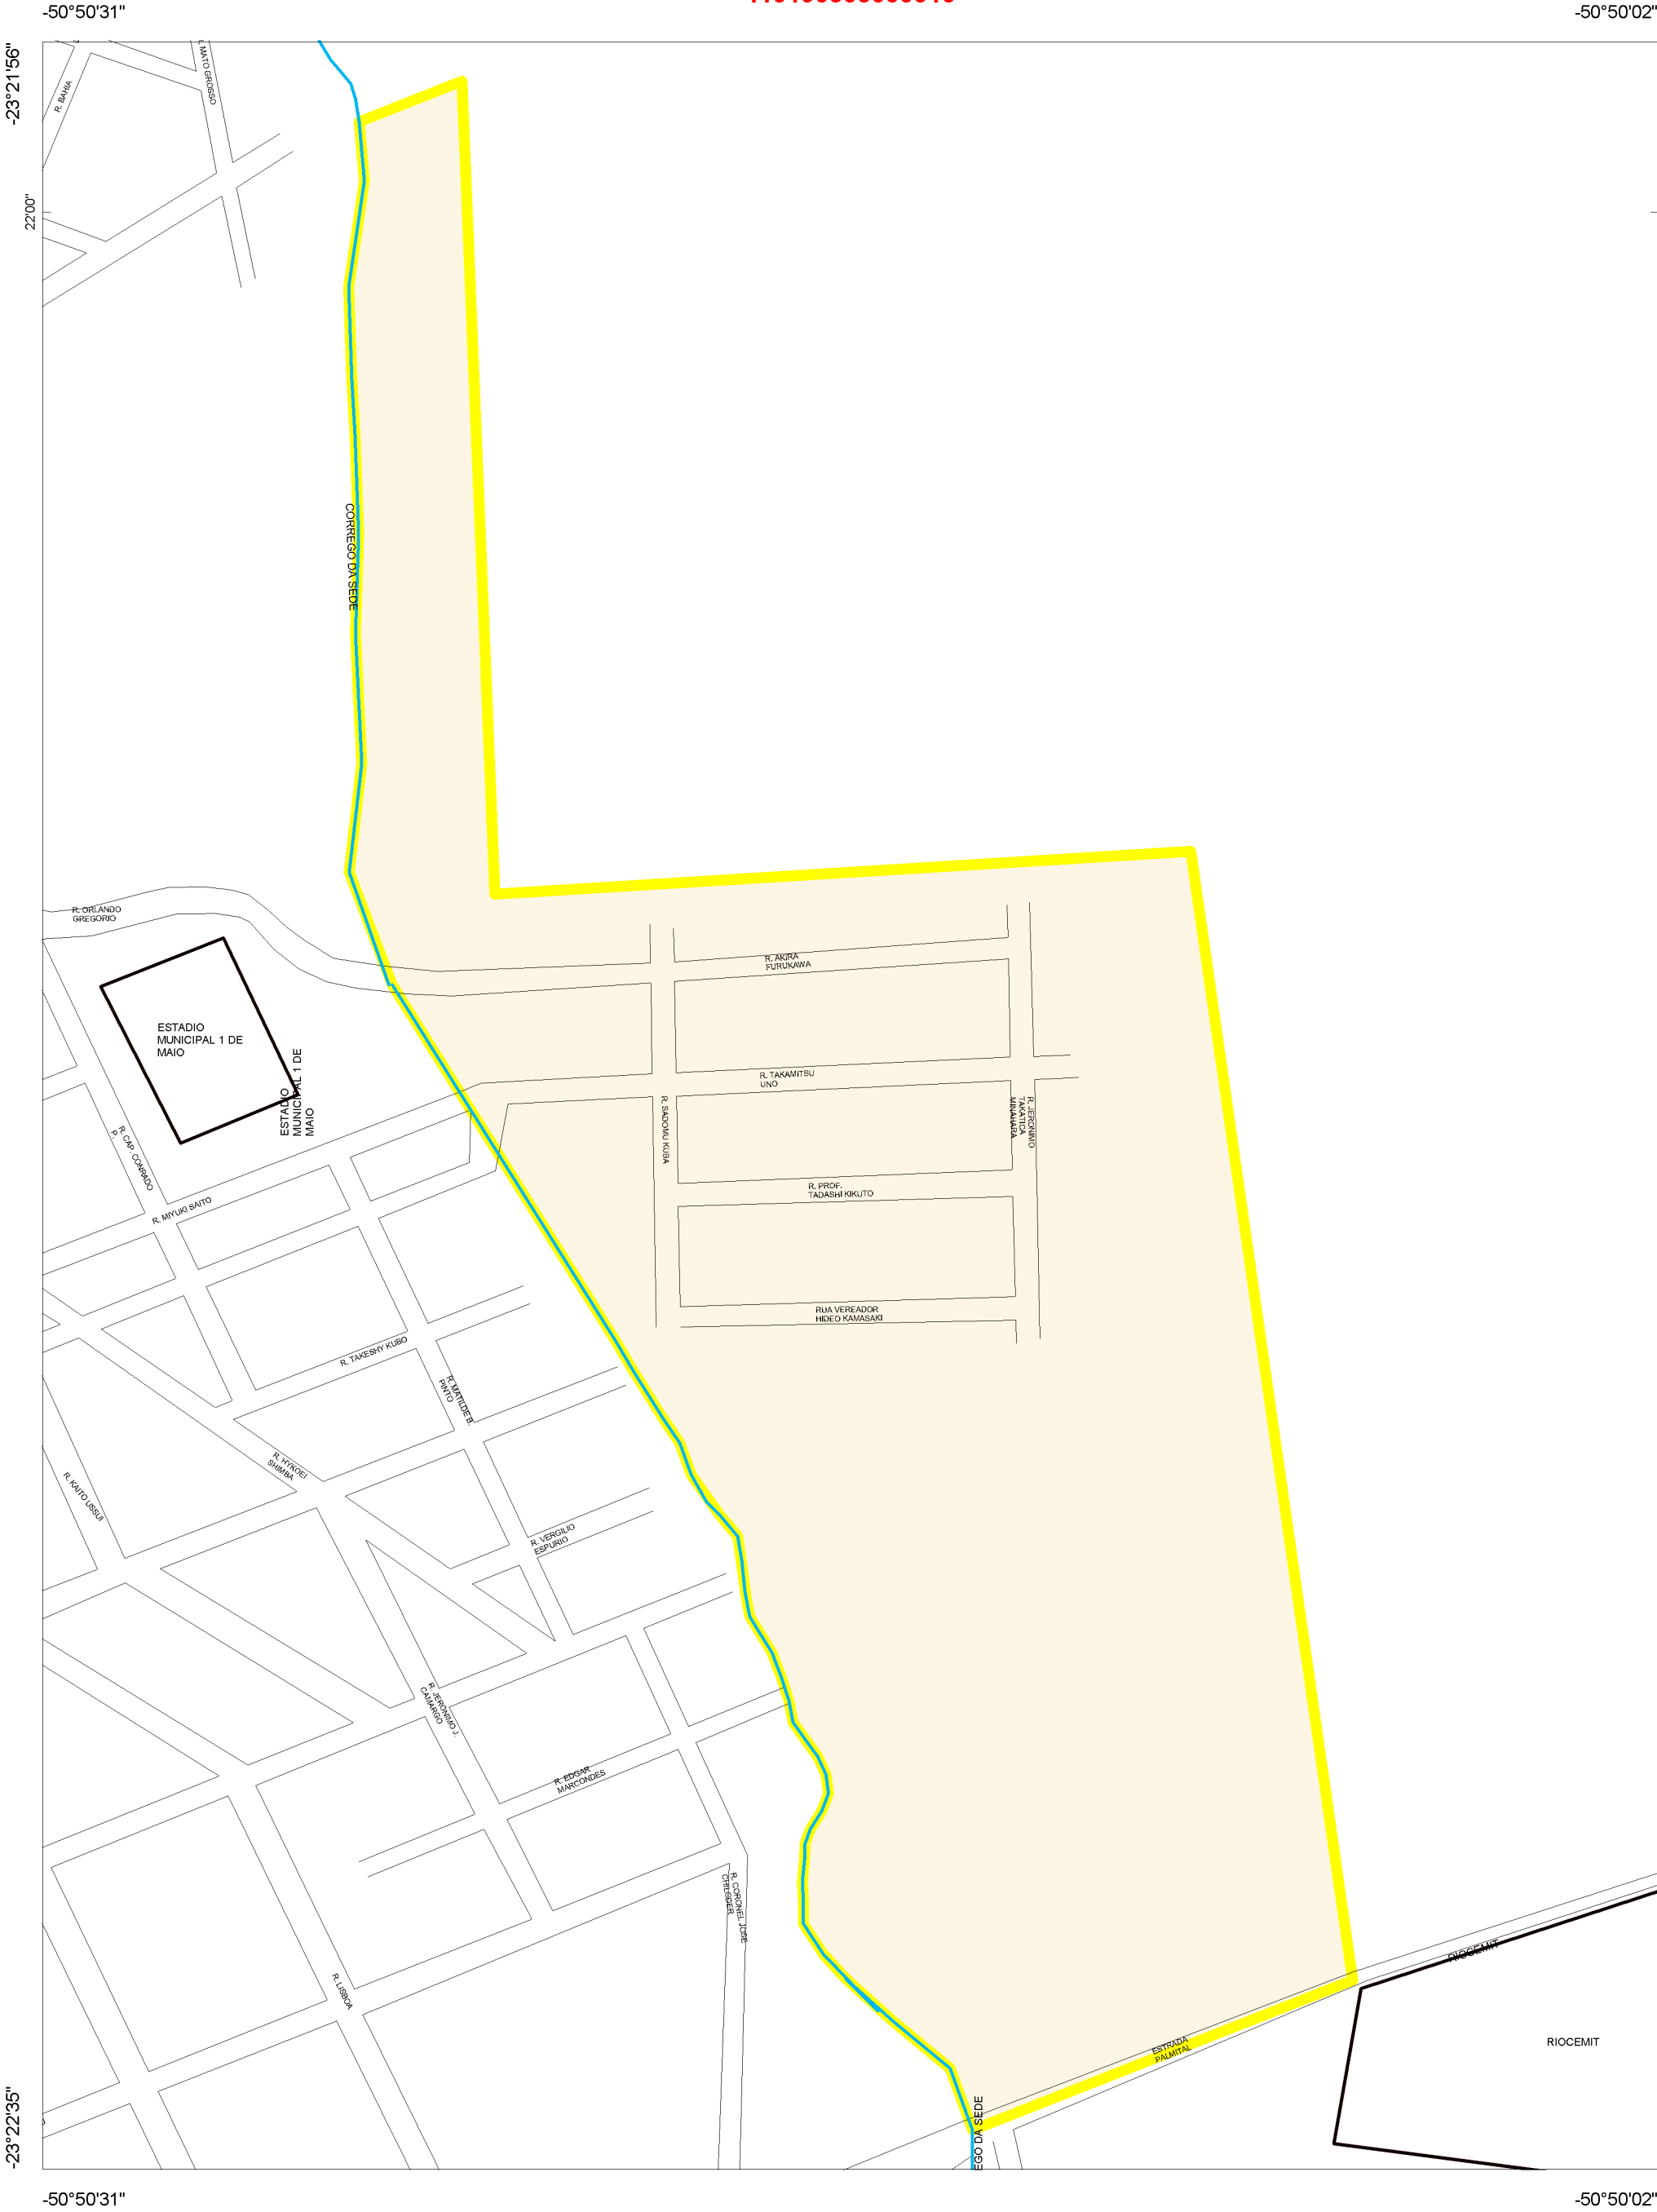 -50°50'31"
-50°50'02"
-23°21'56"
R. BAHIA
R. MATO GROSSO
22'00"
CORREGO DA SEDE
R. ORLANDO
GREGORIO
R. AKIRA
FURUKAWA
ESTADIO
MUNICIPAL 1 DE
MAIO
ESTADIO
MUNICIPAL 1 DE
MAIO
R. TAKAMITSU
UNO
R. SADOMU KUBA
R. JERONIMO
TAKATICA
MINAHARA
R. CAP. CONRADO
P.
R. MIYUKI SAITO
R. PROF.
TADASHI KIKUTO
RUA VEREADOR
HIDEO KAMASAKI
R. TAKESHY KUBO
R. MATILDE B.
PINTO
R. HYKOEI
SHIMBA
R. KAITO USSUI
R. VERGILIO
ESPURIO
R. JERONIMO J.
CAMARGO
R. EDGAR
MARCONDES
R. CORONEL JOSE
R. LISBOA
RIOCEMIT
RIOCEMIT
ESTRADA
PALMITAL
EGO DA SEDE
-23°22'35"
-50°50'31"
-50°50'02"